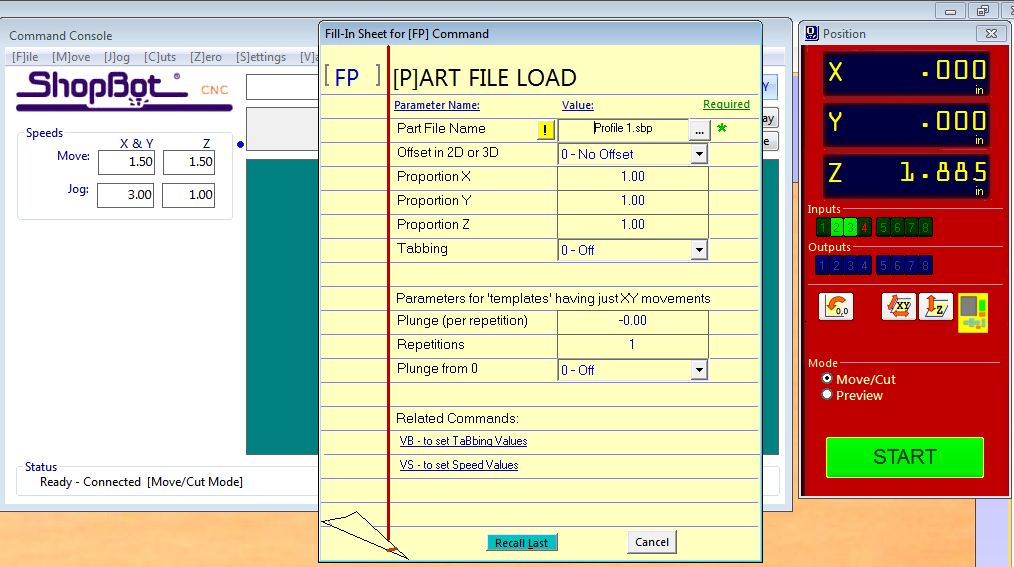 Command Console
[F]ile [M]ove [J]og [C]uts [Z]ero [S]ettings [V]a
ShopBot® CNC
Speeds
X & Y Z
Move: 1.50 1.50
Jog: 3.00 1.00
Status
Ready - Connected [Move/Cut Mode]
Y
ay
e
Fill-In Sheet for [FP] Command
[ FP ] [P]ART FILE LOAD
Parameter Name: Value: Required
Part File Name ! Profile 1.sbp ... *
Offset in 2D or 3D 0 - No Offset
Proportion X 1.00
Proportion Y 1.00
Proportion Z 1.00
Tabbing 0 - Off
Parameters for 'templates' having just XY movements
Plunge (per repetition) -0.00
Repetitions 1
Plunge from 0 0 - Off
Related Commands:
VB - to set TaBbing Values
VS - to set Speed Values
Recall Last Cancel
Position
X .000
in
Y .000
in
Z 1.885
in
Inputs
1 2 3 4 5 6 7 8
Outputs
1 2 3 4 5 6 7 8
0,0 XY Z
Mode
Move/Cut
Preview
START